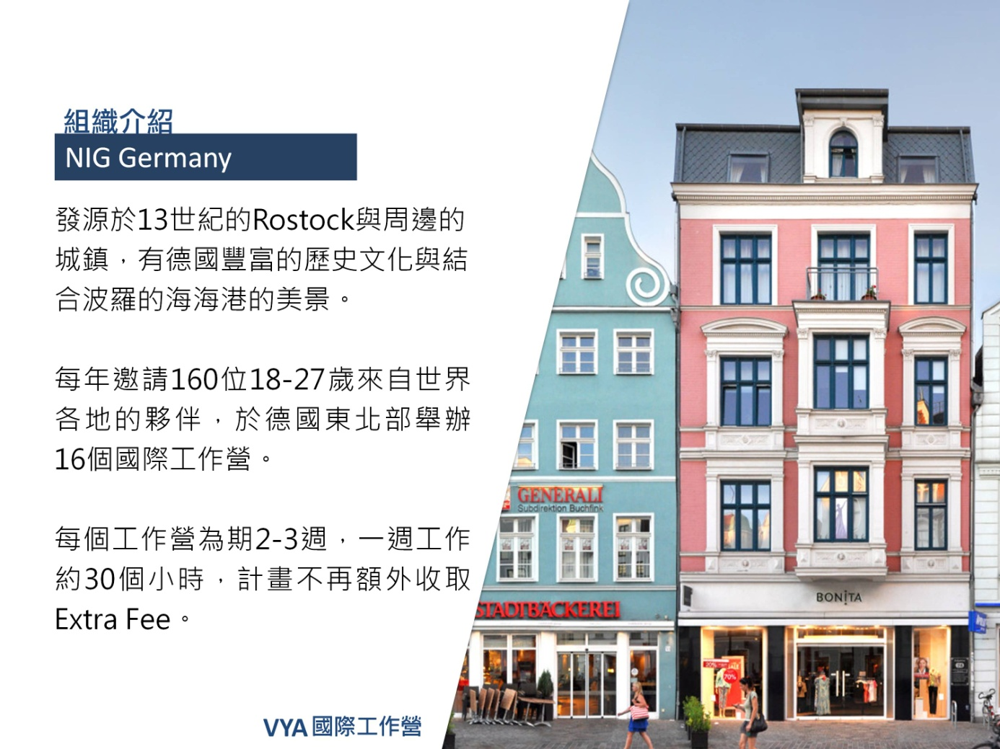 組織介紹
NIG Germany
發源於13世紀的Rostock與周邊的
城鎮，有德國豐富的歷史文化與結
合波羅的海海港的美景。
每年邀請160位18-27歲來自世界
各地的夥伴，於德國東北部舉辦
16個國際工作營。
每個工作營為期2-3週，一週工作
約30個小時，計畫不再額外收取
Extra Fee。
VYA國際工作營
GENERALI
Subdirektion Buchfink
STADTBÄCKEREI
BONITA
20%
SALE
70%